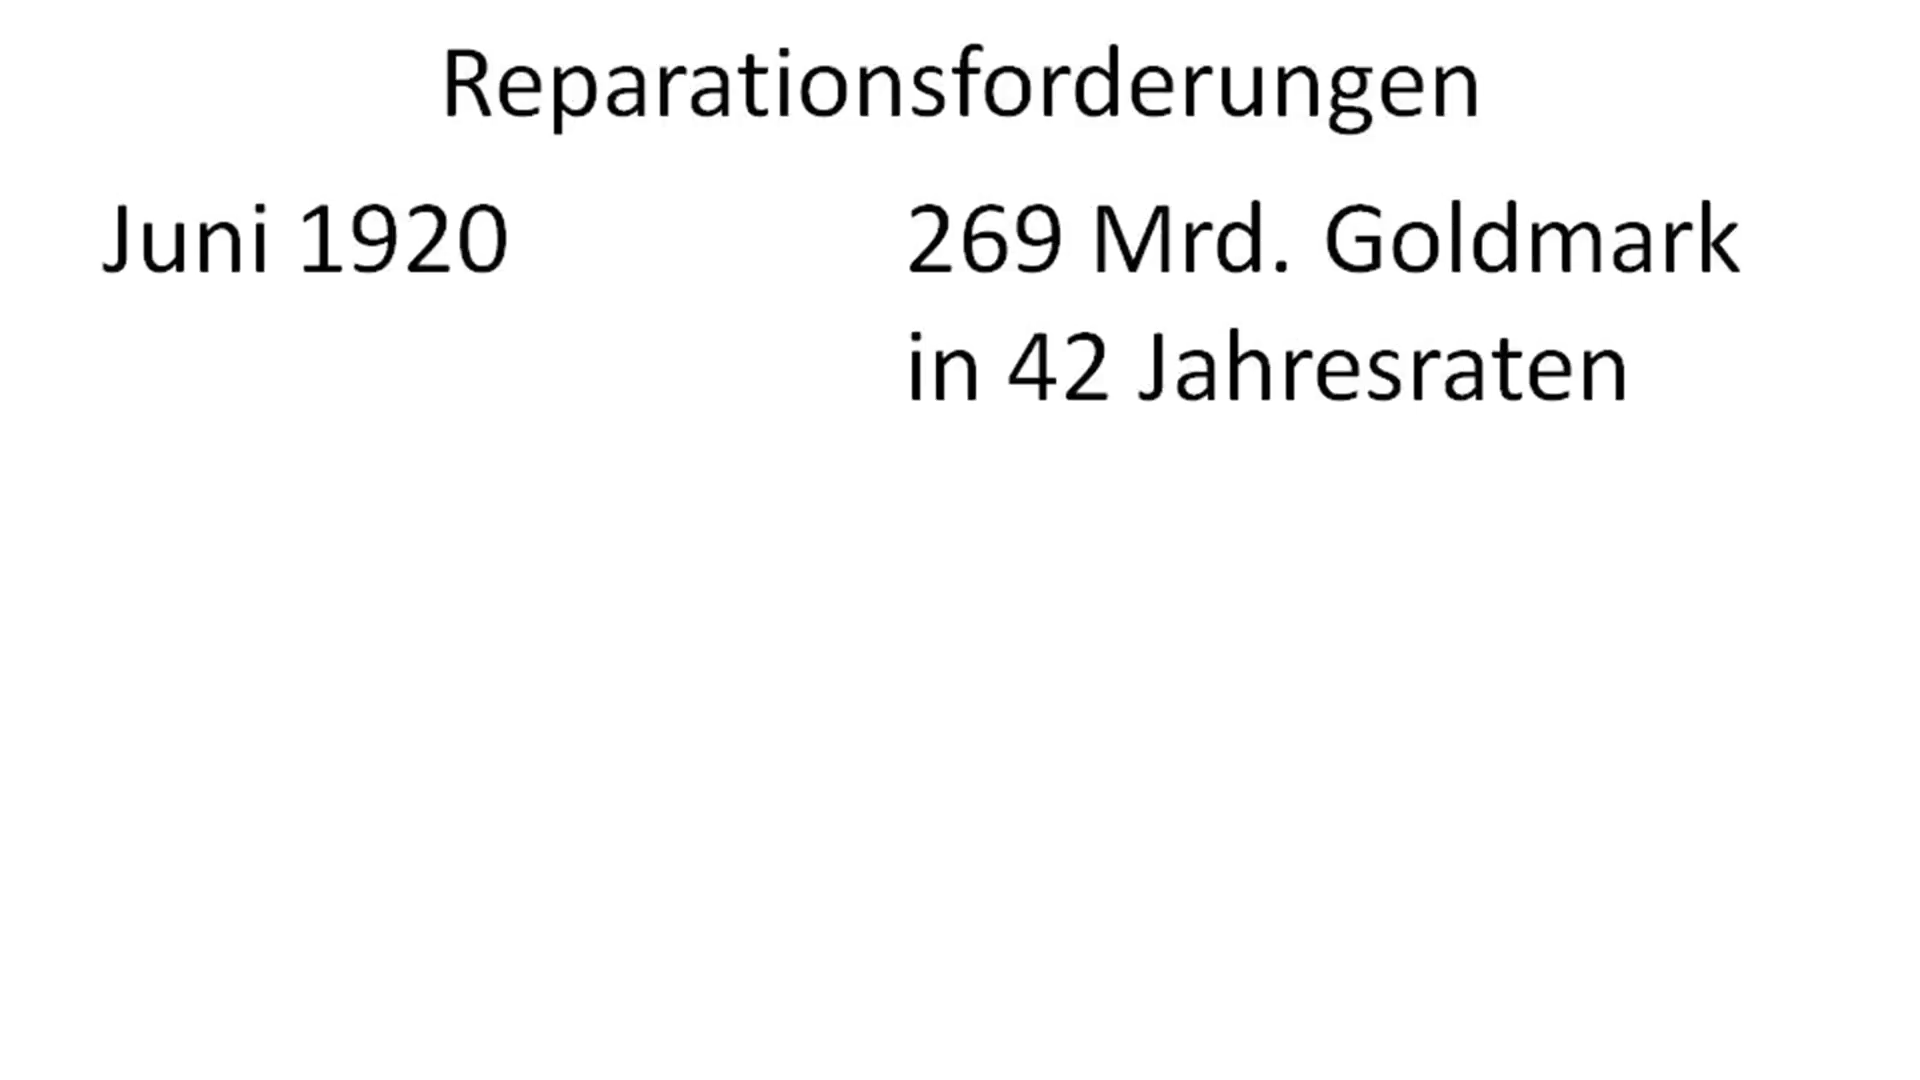 Reparationsforderungen
Juni 1920 269 Mrd. Goldmark
in 42 Jahresraten